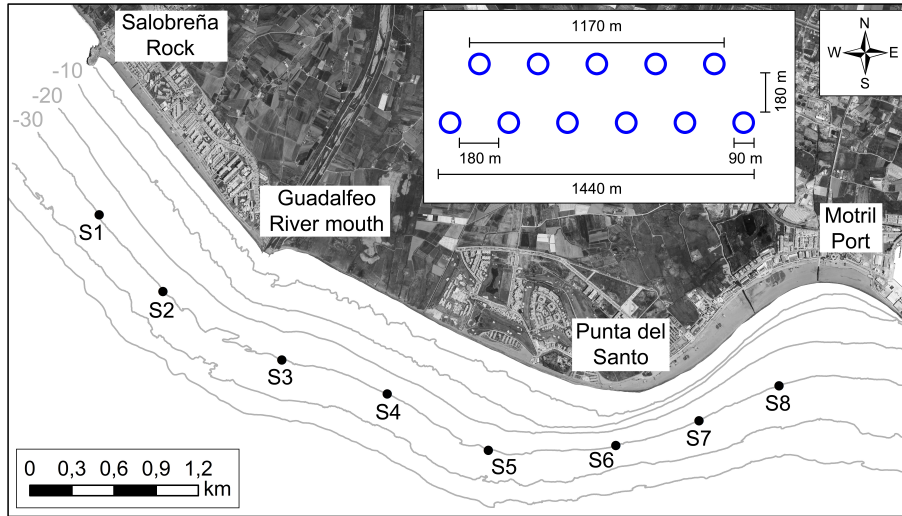 Salobreña
Rock
1170 m
180 m
180 m
90 m
1440 m
N
W
E
S
-10
-20
-30
Guadalfeo
River mouth
Motril
Port
S1
S2
Punta del
Santo
S3
S4
S5
S6
S7
S8
0 0,3 0,6 0,9 1,2
km